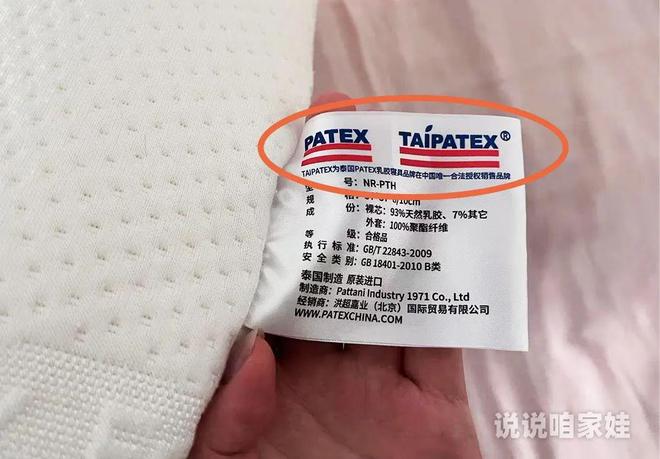 PATEX TAİPATEX®
TAIPATEX为泰国PATEX乳胶寝具品牌在中国唯一合法授权销售品牌
型 号: NR-PTH
规 格:
成 份: 裸芯: 93%天然乳胶、7%其它
外套: 100%聚酯纤维
等 级: 合格品
执行标准: GB/T 22843-2009
安全类别: GB 18401-2010 B类
泰国制造 原装进口
制造商: Pattani Industry 1971 Co., Ltd
经销商: 洪超嘉业（北京）国际贸易有限公司
WWW.PATEXCHINA.COM
说说咱家娃